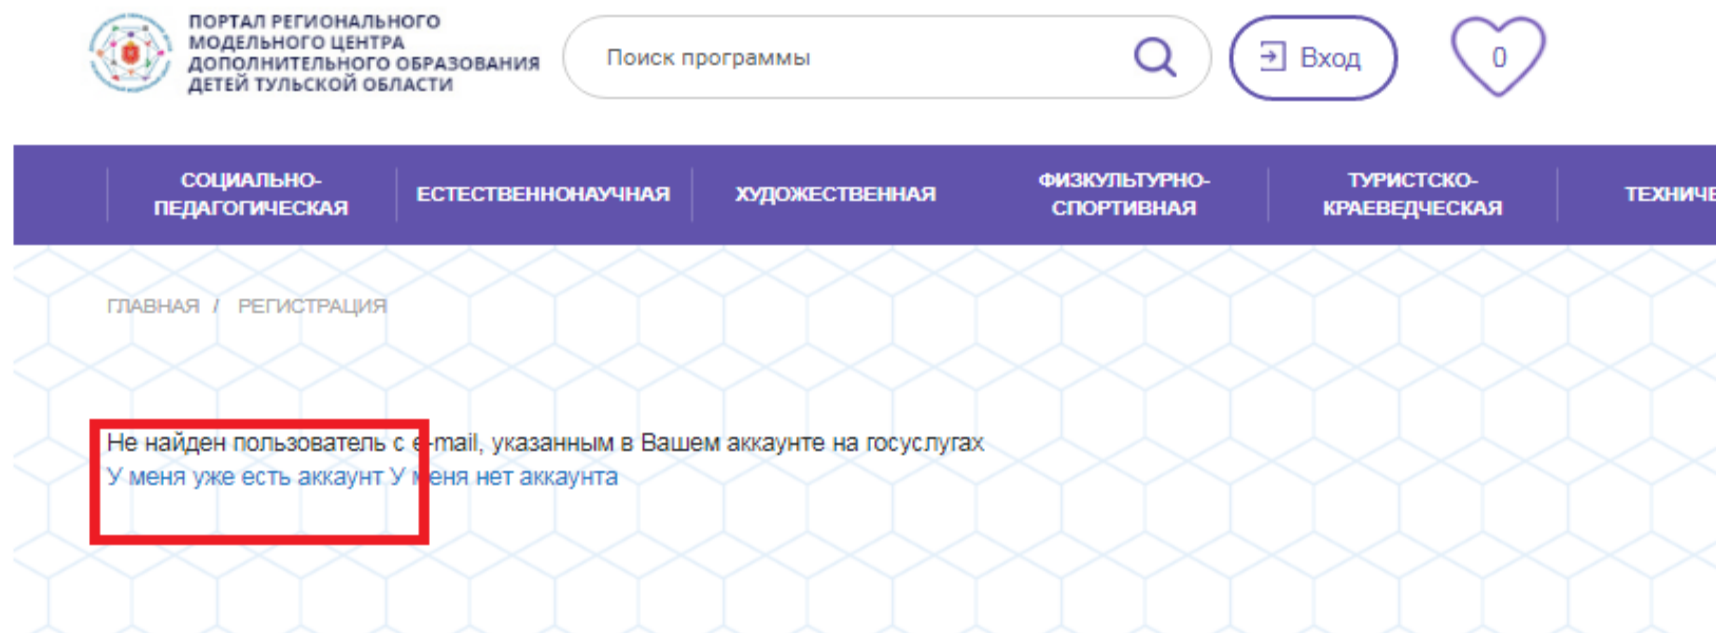 ПОРТАЛ РЕГИОНАЛЬНОГО
МОДЕЛЬНОГО ЦЕНТРА
ДОПОЛНИТЕЛЬНОГО ОБРАЗОВАНИЯ
ДЕТЕЙ ТУЛЬСКОЙ ОБЛАСТИ
Поиск программы
Вход
0
СОЦИАЛЬНО-
ПЕДАГОГИЧЕСКАЯ
ЕСТЕСТВЕННОНАУЧНАЯ
ХУДОЖЕСТВЕННАЯ
ФИЗКУЛЬТУРНО-
СПОРТИВНАЯ
ТУРИСТСКО-
КРАЕВЕДЧЕСКАЯ
ТЕХНИЧЕ
ГЛАВНАЯ / РЕГИСТРАЦИЯ
Не найден пользователь с e-mail, указанным в Вашем аккаунте на госуслугах
У меня уже есть аккаунт У меня нет аккаунта